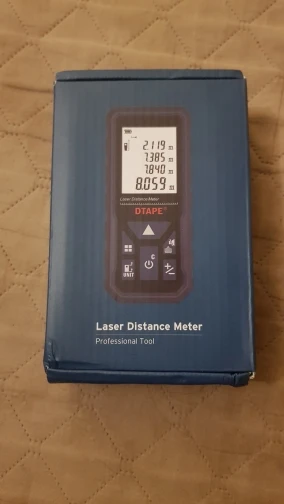 2.119 m
7.385 m
7.840 m
8.059 m
Laser Distance Meter
DTAPE
C
UNIT
+/-
Laser Distance Meter
Professional Tool